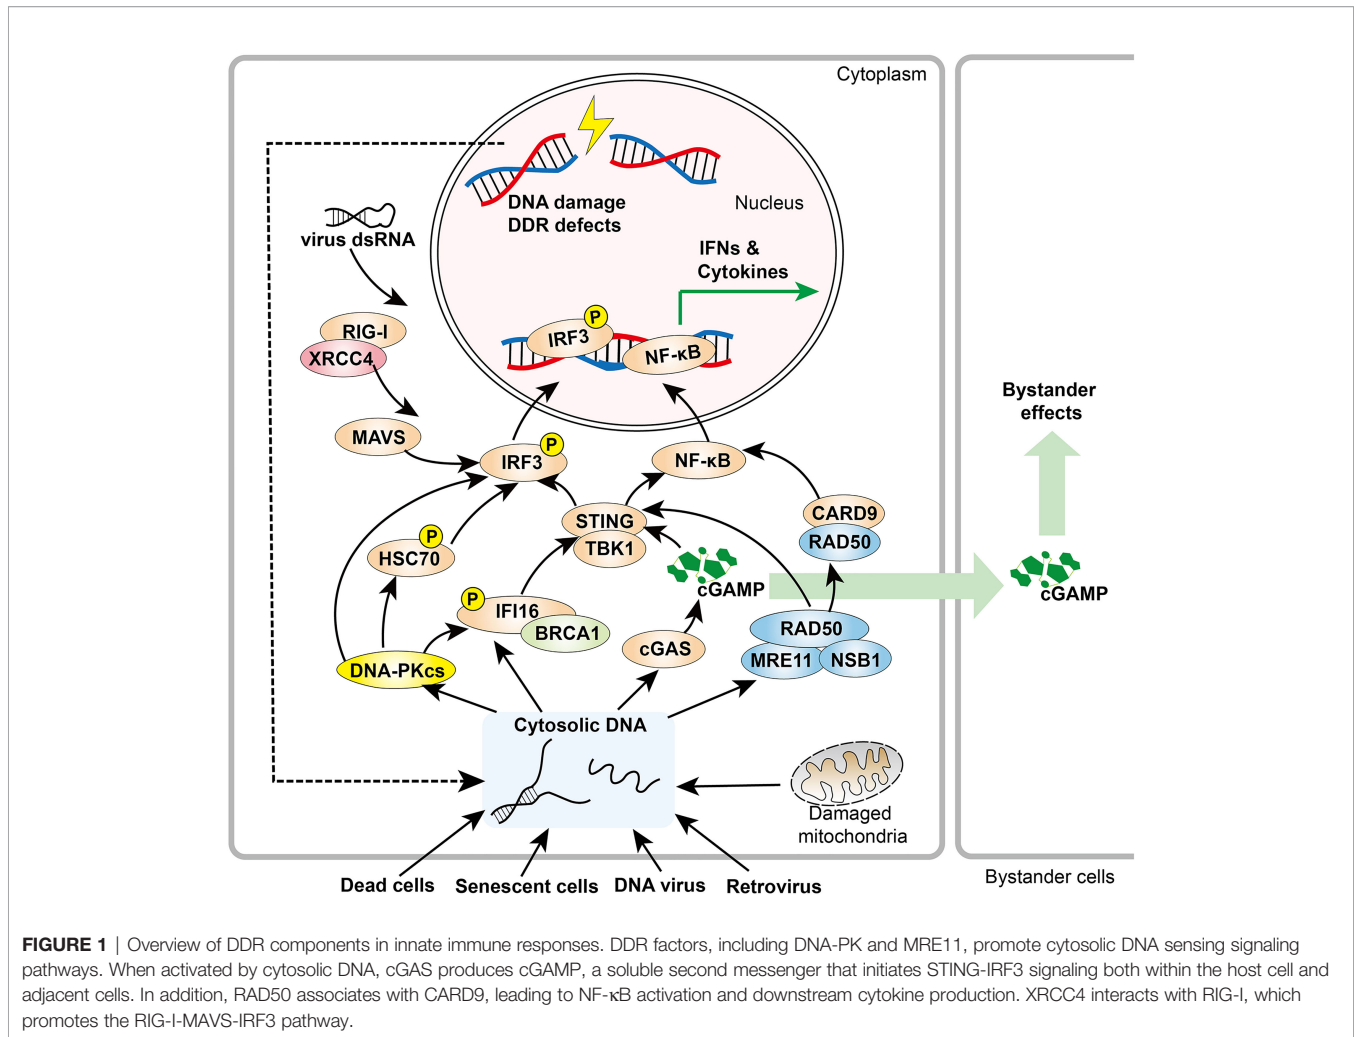 Cytoplasm
DNA damage
DDR defects
Nucleus
virus dsRNA
IFNs &
Cytokines
RIG-I
XRCC4
P
IRF3
NF-κB
MAVS
P
IRF3
NF-κB
Bystander
effects
STING
TBK1
CARD9
RAD50
P
HSC70
cGAMP
cGAMP
P
IFI16
BRCA1
cGAS
RAD50
MRE11
NSB1
DNA-PKcs
Cytosolic DNA
Damaged
mitochondria
Dead cells
Senescent cells
DNA virus
Retrovirus
Bystander cells
FIGURE 1 | Overview of DDR components in innate immune responses. DDR factors, including DNA-PK and MRE11, promote cytosolic DNA sensing signaling
pathways. When activated by cytosolic DNA, cGAS produces cGAMP, a soluble second messenger that initiates STING-IRF3 signaling both within the host cell and
adjacent cells. In addition, RAD50 associates with CARD9, leading to NF-κB activation and downstream cytokine production. XRCC4 interacts with RIG-I, which
promotes the RIG-I-MAVS-IRF3 pathway.